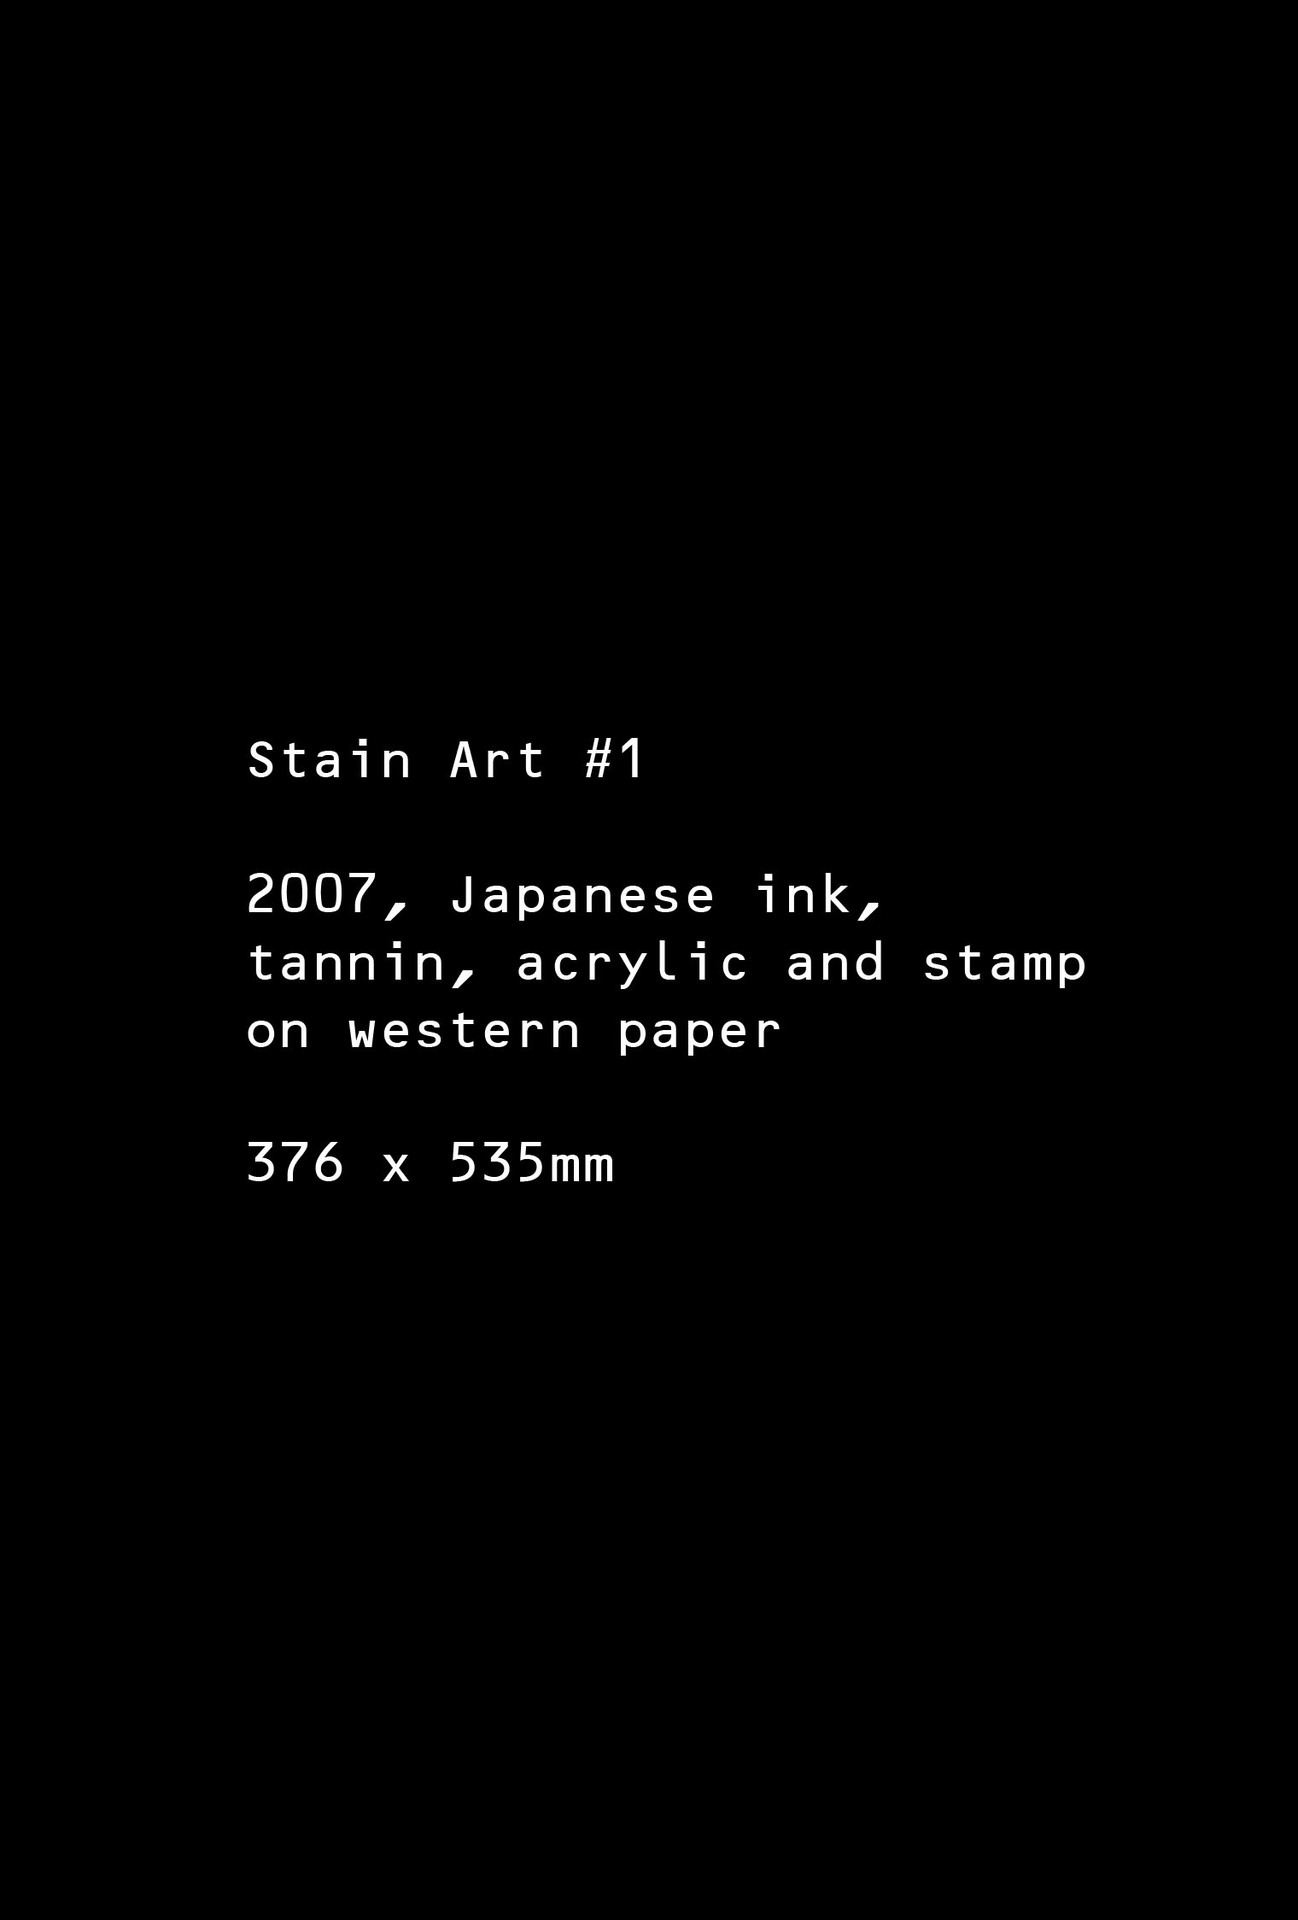 Stain Art #1
2007, Japanese ink,
tannin, acrylic and stamp
on western paper
376 x 535mm